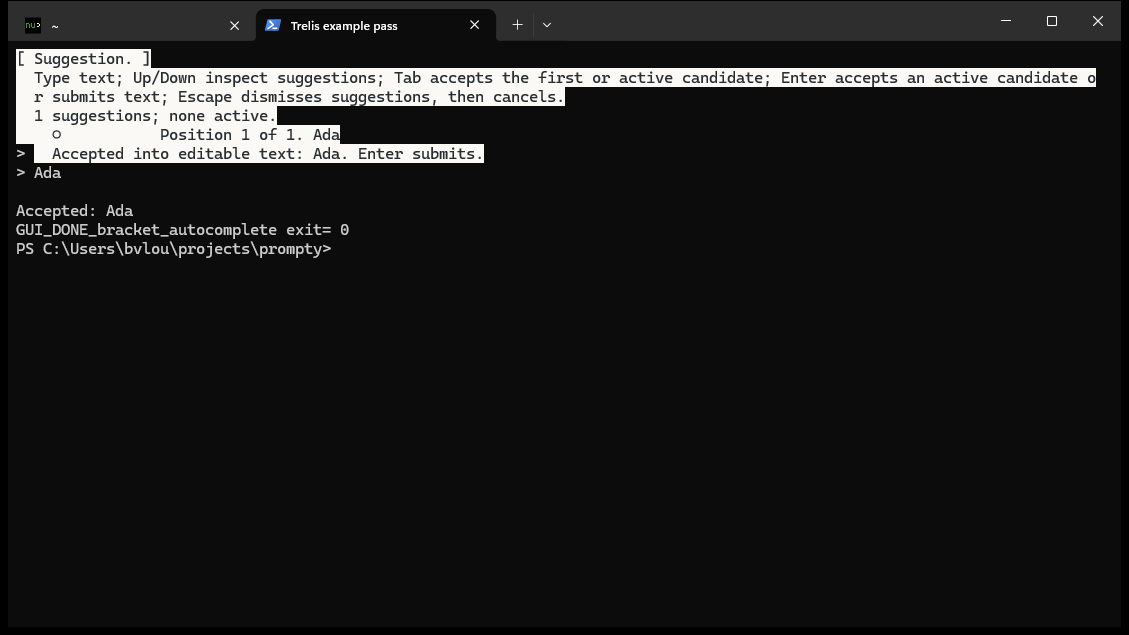 nu> ~
Trelis example pass
[ Suggestion. ]
Type text; Up/Down inspect suggestions; Tab accepts the first or active candidate; Enter accepts an active candidate o
r submits text; Escape dismisses suggestions, then cancels.
1 suggestions; none active.
○ Position 1 of 1. Ada
> Accepted into editable text: Ada. Enter submits.
> Ada
Accepted: Ada
GUI_DONE_bracket_autocomplete exit= 0
PS C:\Users\bvlou\projects\prompty>